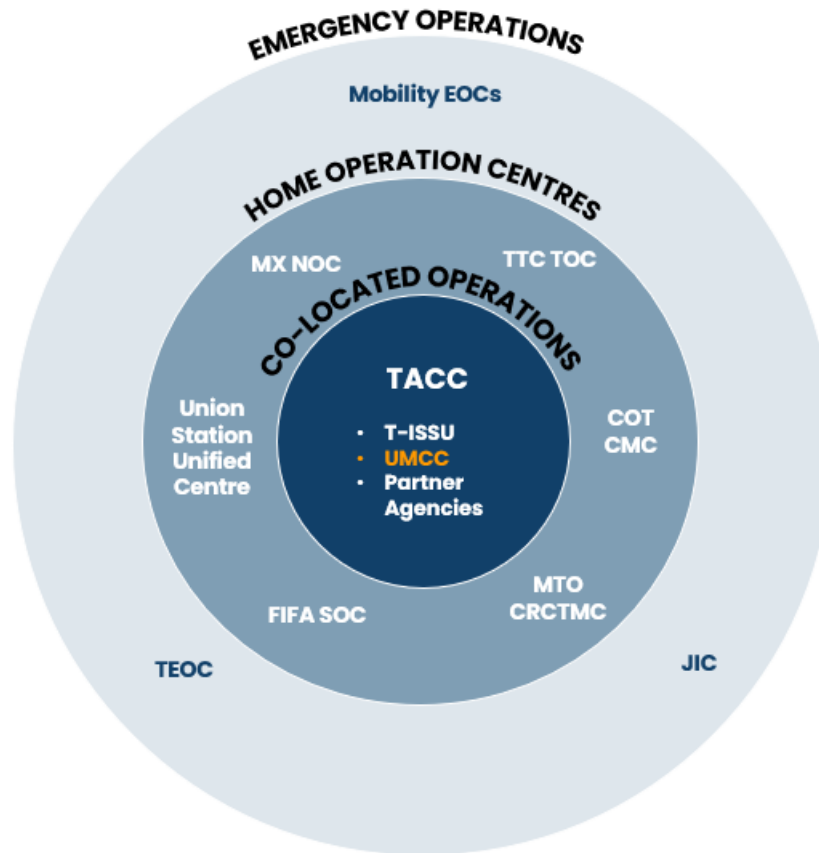 EMERGENCY OPERATIONS
Mobility EOCs
HOME OPERATION CENTRES
MX NOC
TTC TOC
CO-LOCATED OPERATIONS
TACC
• T-ISSU
• UMCC
• Partner
Agencies
Union
Station
Unified
Centre
COT
CMC
FIFA SOC
MTO
CRCTMC
TEOC
JIC